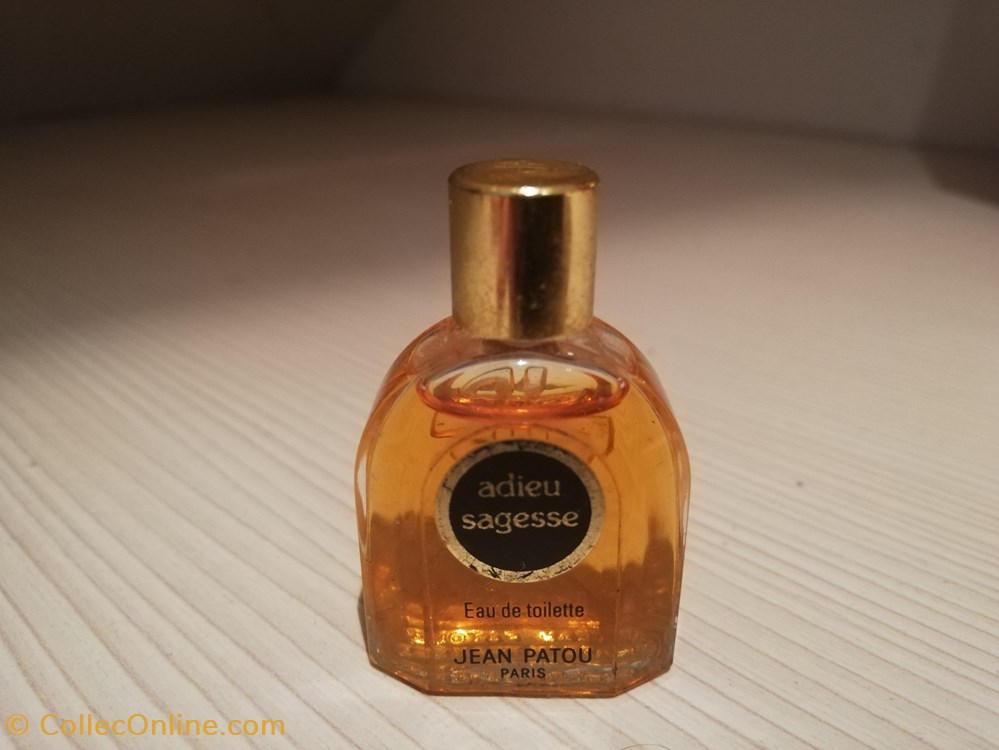 adieu
sagesse
Eau de toilette
JEAN PATOU
PARIS
© CollecOnline.com